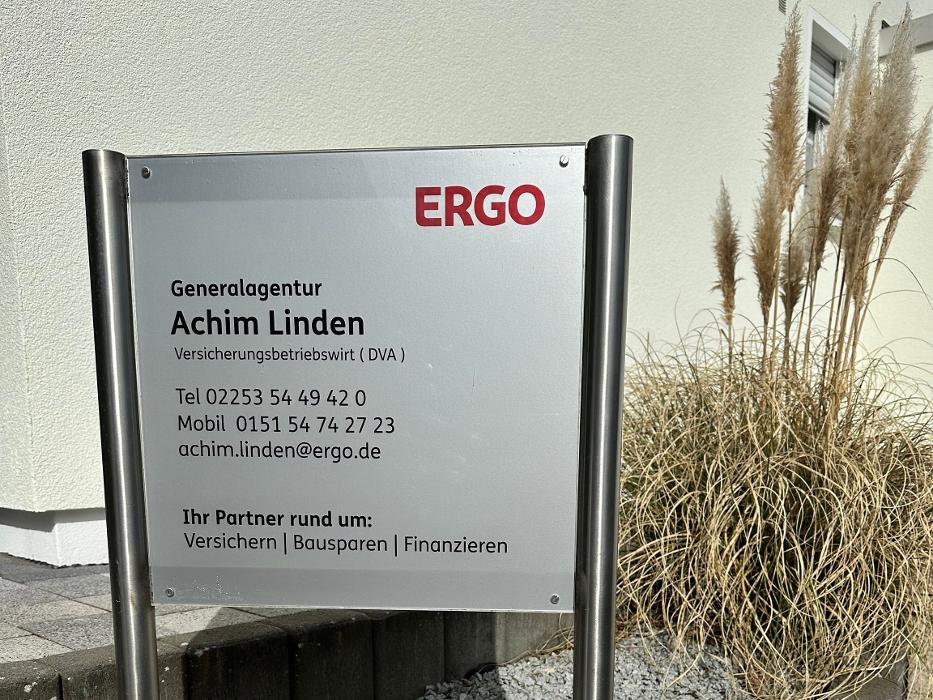 ERGO
Generalagentur
Achim Linden
Versicherungsbetriebswirt ( DVA )
Tel 02253 54 49 42 0
Mobil 0151 54 74 27 23
achim.linden@ergo.de
Ihr Partner rund um:
Versichern | Bausparen | Finanzieren